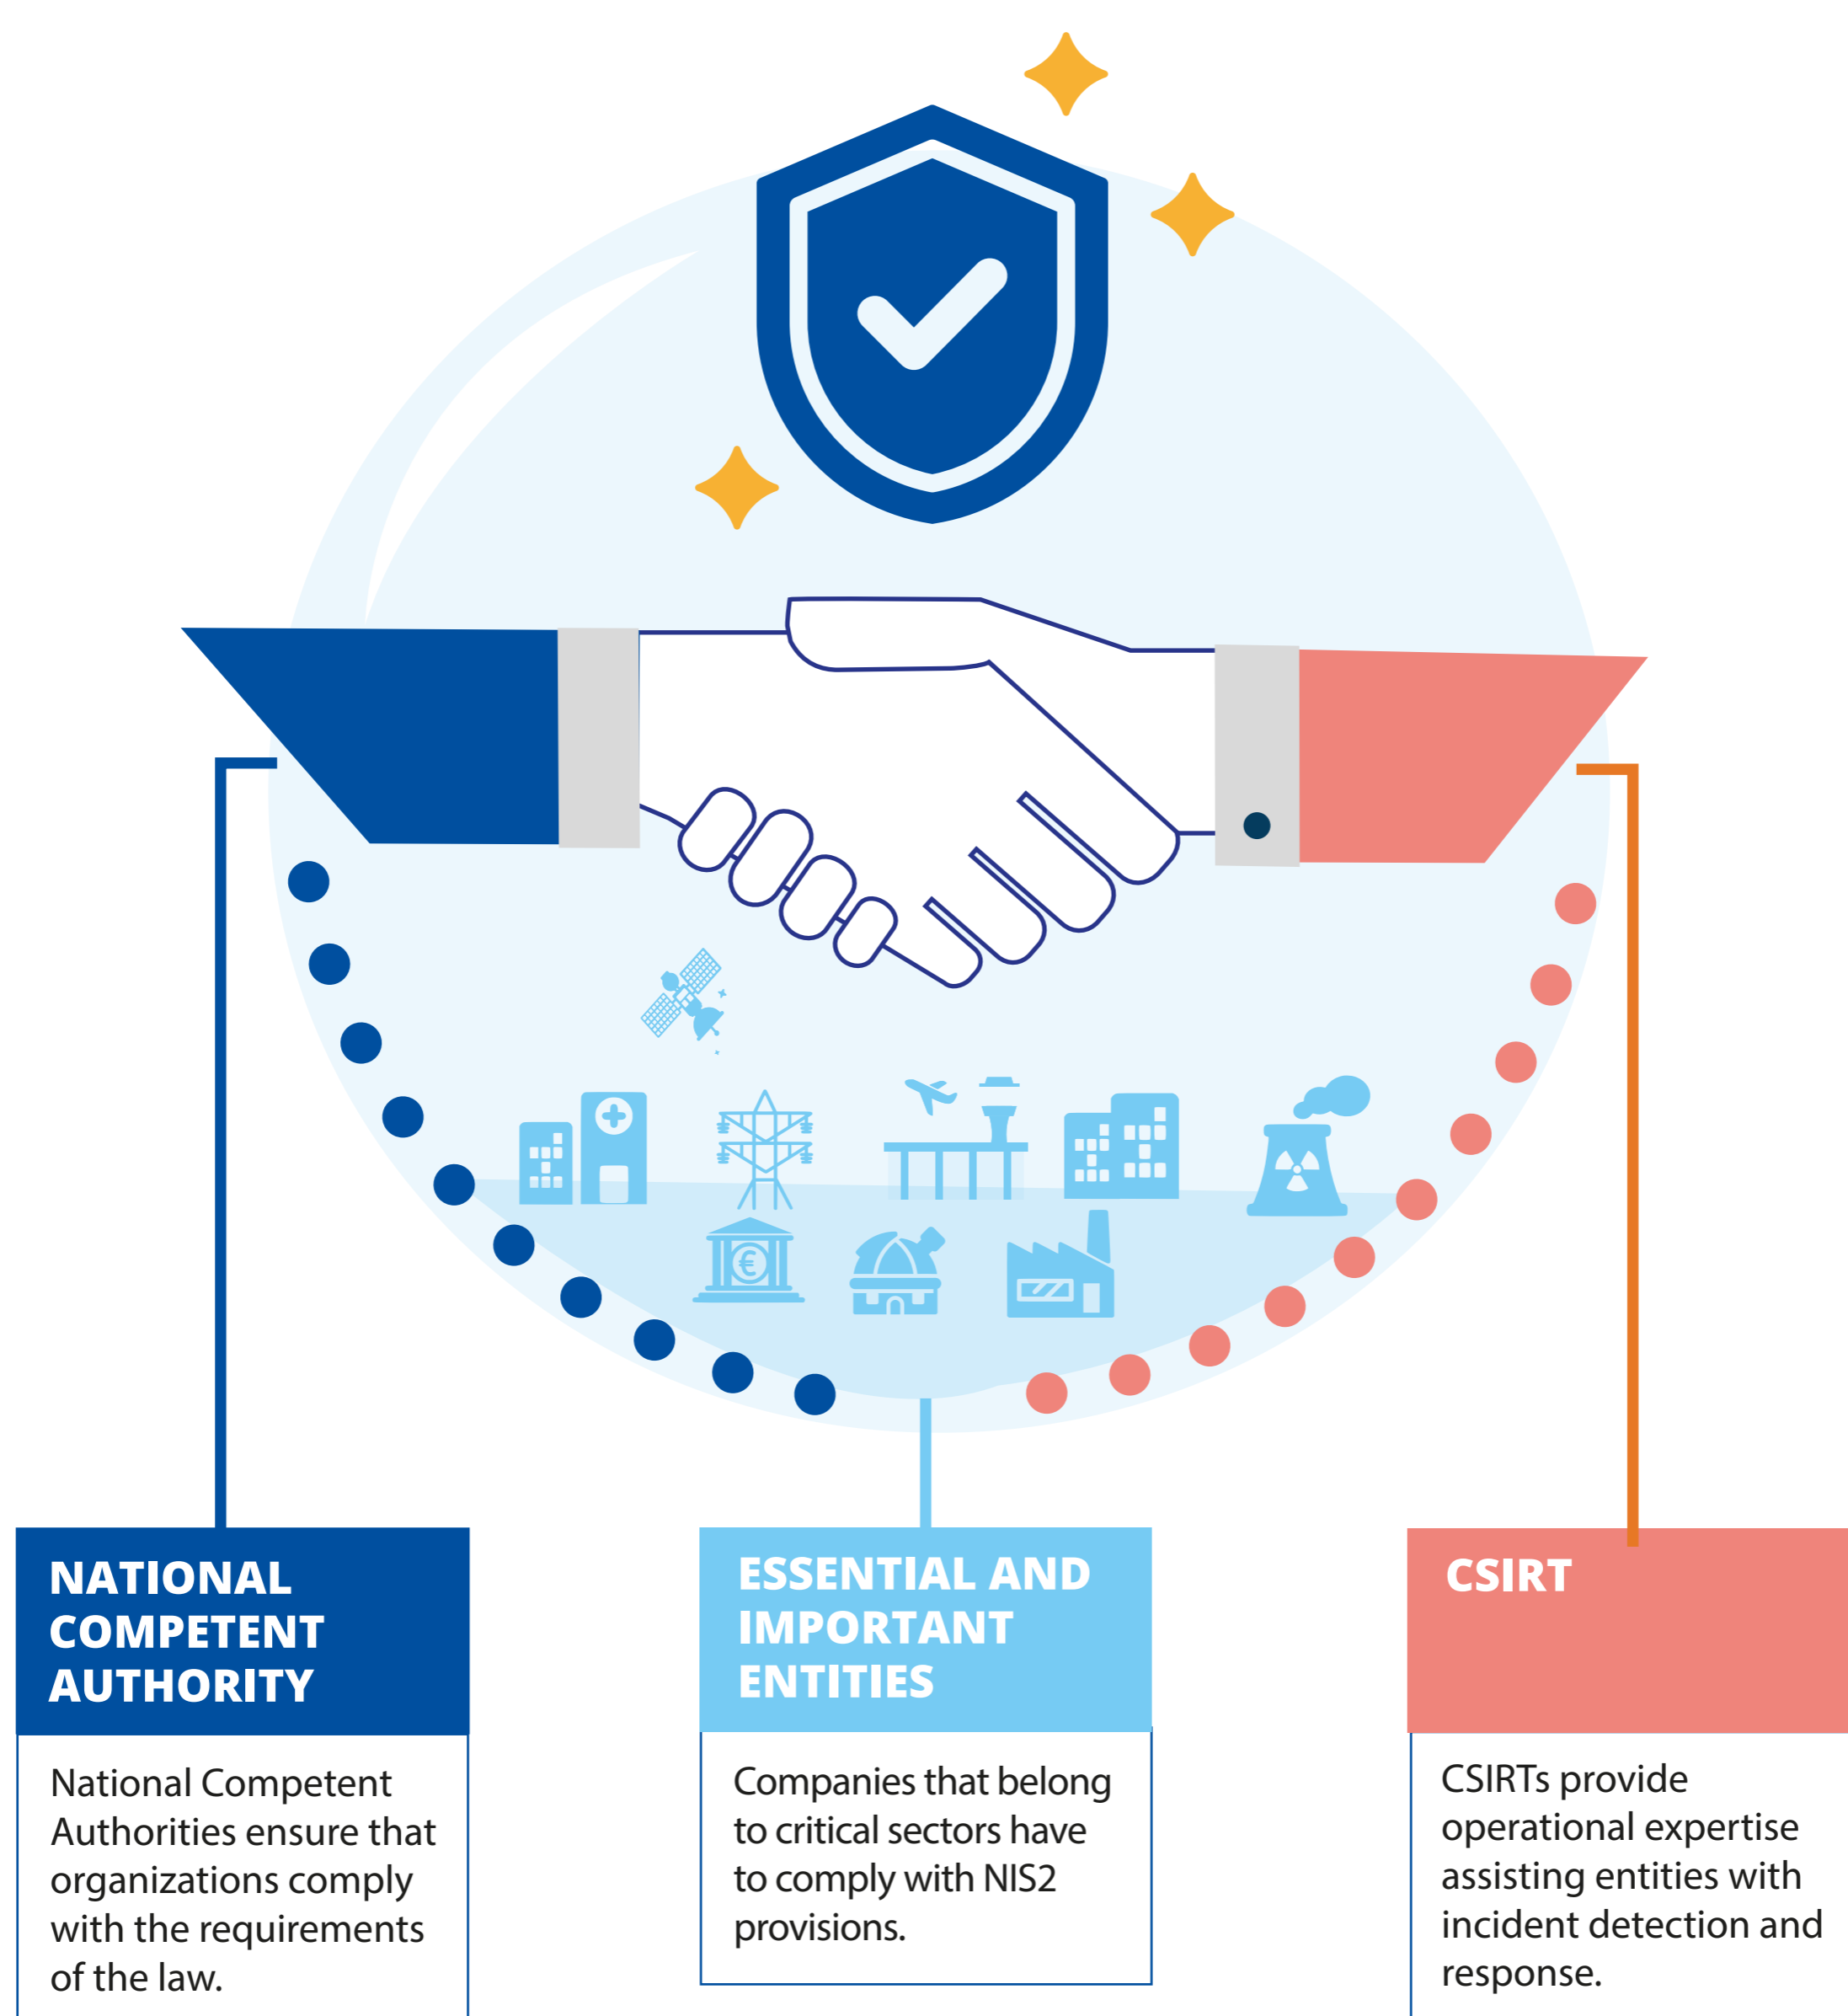 NATIONAL
COMPETENT
AUTHORITY
National Competent
Authorities ensure that
organizations comply
with the requirements
of the law.
ESSENTIAL AND
IMPORTANT
ENTITIES
Companies that belong
to critical sectors have
to comply with NIS2
provisions.
CSIRT
CSIRTs provide
operational expertise
assisting entities with
incident detection and
response.